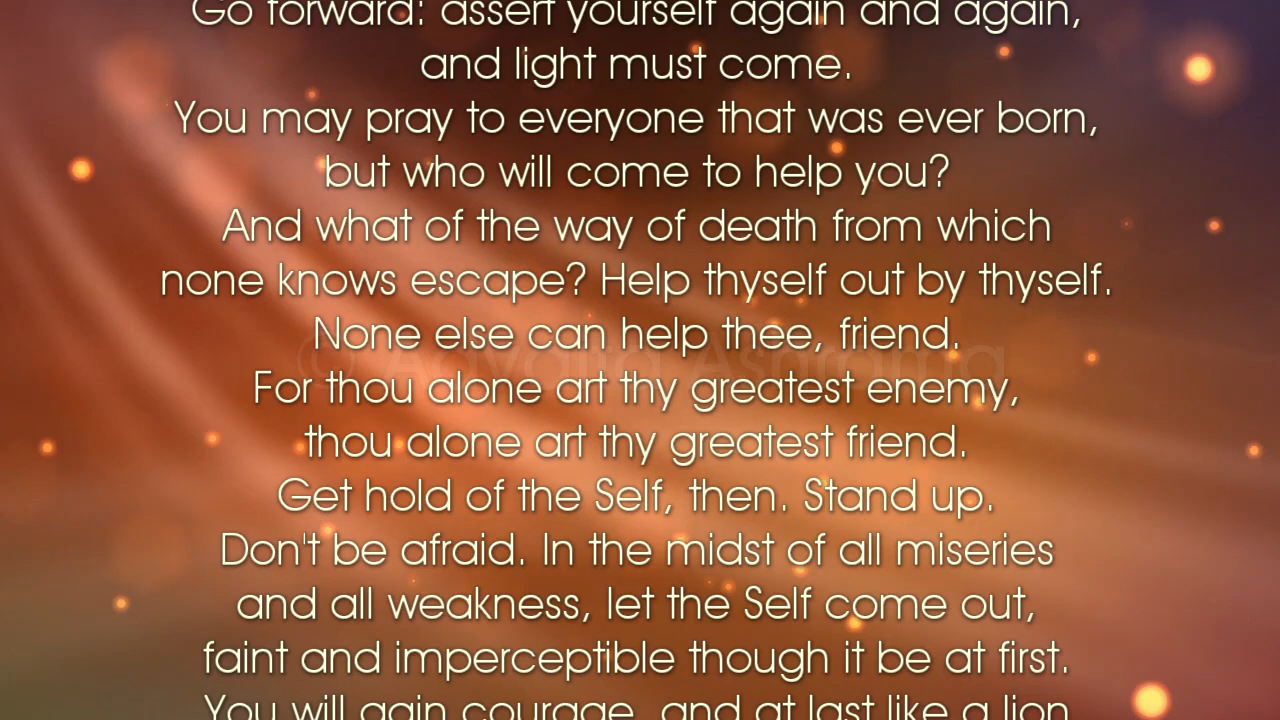 Go forward: assert yourself again and again,
and light must come.
You may pray to everyone that was ever born,
but who will come to help you?
And what of the way of death from which
none knows escape? Help thyself out by thyself.
None else can help thee, friend.
© Advaita Ashrama
For thou alone art thy greatest enemy,
thou alone art thy greatest friend.
Get hold of the Self, then. Stand up.
Don't be afraid. In the midst of all miseries
and all weakness, let the Self come out,
faint and imperceptible though it be at first.
You will gain courage, and at last like a lion